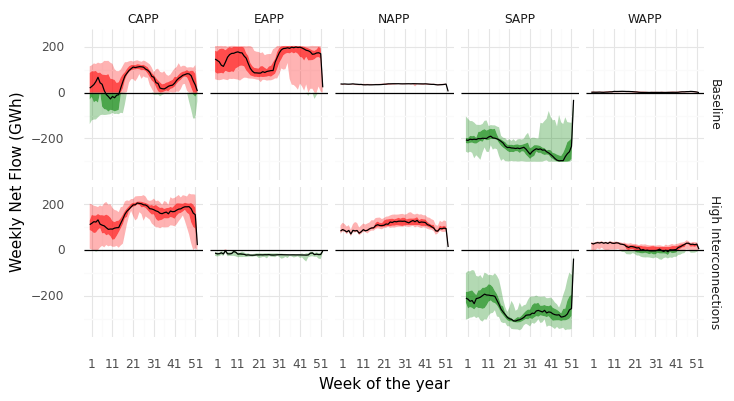 CAPP EAPP NAPP SAPP WAPP
Weekly Net Flow (GWh)
200
0
−200
Baseline
200
0
−200
High Interconnections
1 11 21 31 41 51 1 11 21 31 41 51 1 11 21 31 41 51 1 11 21 31 41 51 1 11 21 31 41 51
Week of the year